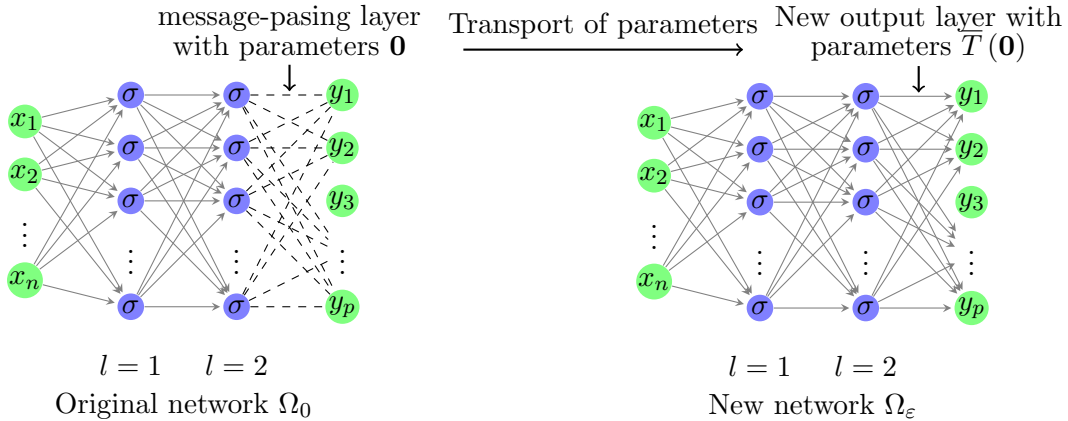 message-pasing layer
with parameters 𝟎
Transport of parameters
New output layer with
parameters T̅ (𝟎)
x₁
x₂
⋮
xₙ
σ
σ
σ
⋮
σ
σ
σ
σ
⋮
σ
y₁
y₂
y₃
⋮
yₚ
l = 1
l = 2
Original network Ω₀
x₁
x₂
⋮
xₙ
σ
σ
σ
⋮
σ
σ
σ
σ
⋮
σ
y₁
y₂
y₃
⋮
yₚ
l = 1
l = 2
New network Ω_ε